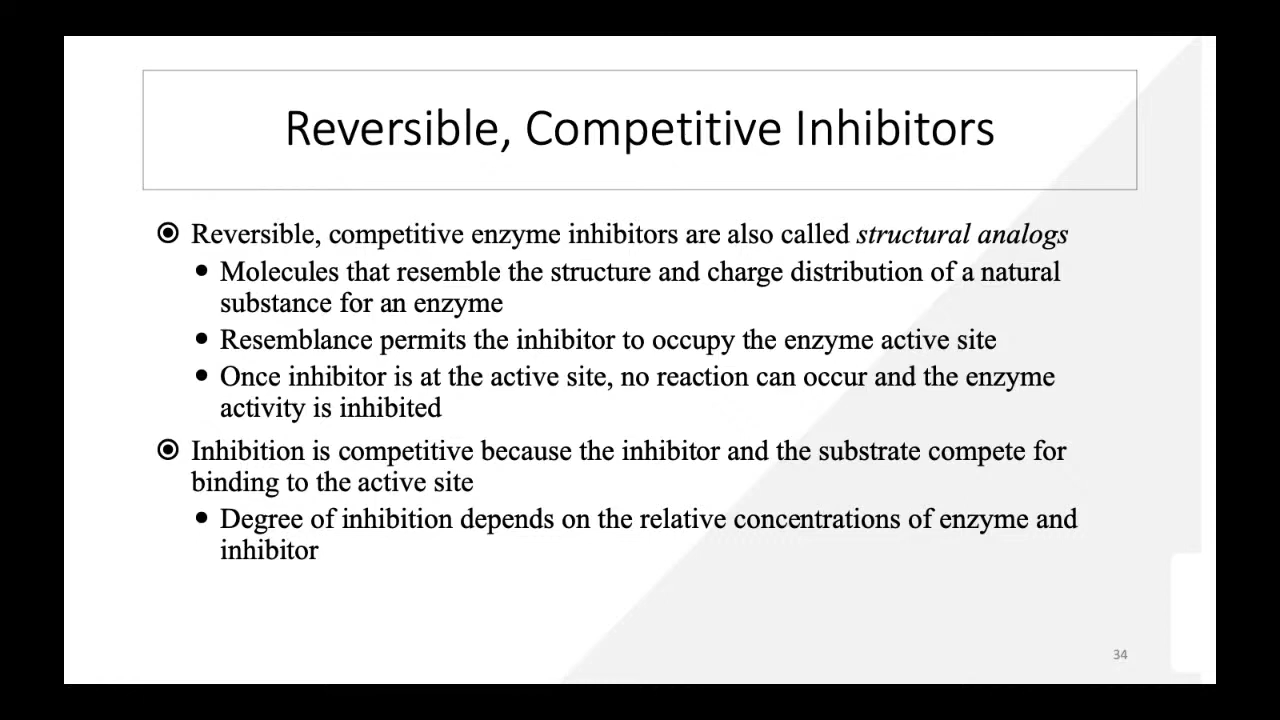 Reversible, Competitive Inhibitors
Reversible, competitive enzyme inhibitors are also called structural analogs
• Molecules that resemble the structure and charge distribution of a natural
substance for an enzyme
• Resemblance permits the inhibitor to occupy the enzyme active site
• Once inhibitor is at the active site, no reaction can occur and the enzyme
activity is inhibited
Inhibition is competitive because the inhibitor and the substrate compete for
binding to the active site
• Degree of inhibition depends on the relative concentrations of enzyme and
inhibitor
34